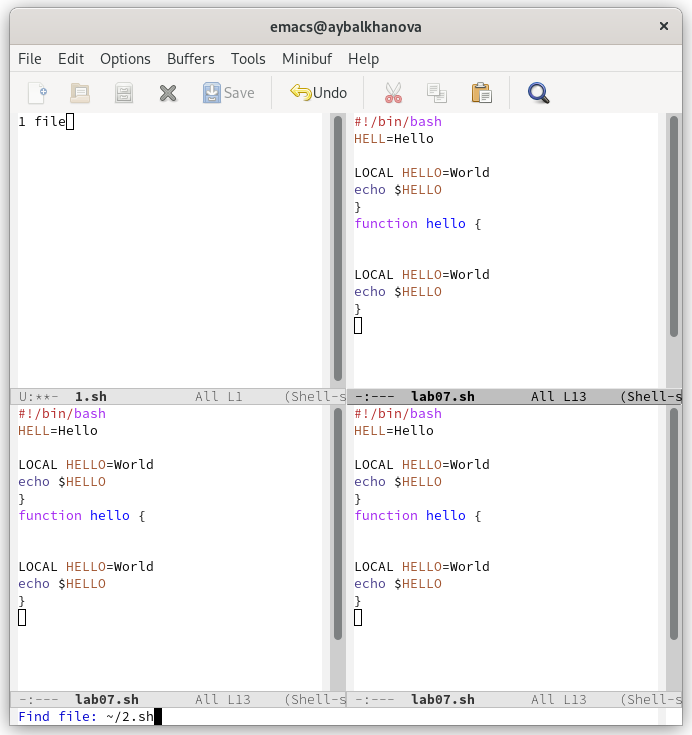 emacs@aybalkhanova
×
File Edit Options Buffers Tools Minibuf Help
Save Undo
1 file
U:**- 1.sh All L1 (Shell-s
#!/bin/bash
HELL=Hello
LOCAL HELLO=World
echo $HELLO
}
function hello {
LOCAL HELLO=World
echo $HELLO
}
-:--- lab07.sh All L13 (Shell-s
#!/bin/bash
HELL=Hello
LOCAL HELLO=World
echo $HELLO
}
function hello {
LOCAL HELLO=World
echo $HELLO
}
-:--- lab07.sh All L13 (Shell-s
#!/bin/bash
HELL=Hello
LOCAL HELLO=World
echo $HELLO
}
function hello {
LOCAL HELLO=World
echo $HELLO
}
-:--- lab07.sh All L13 (Shell-s
Find file: ~/2.sh